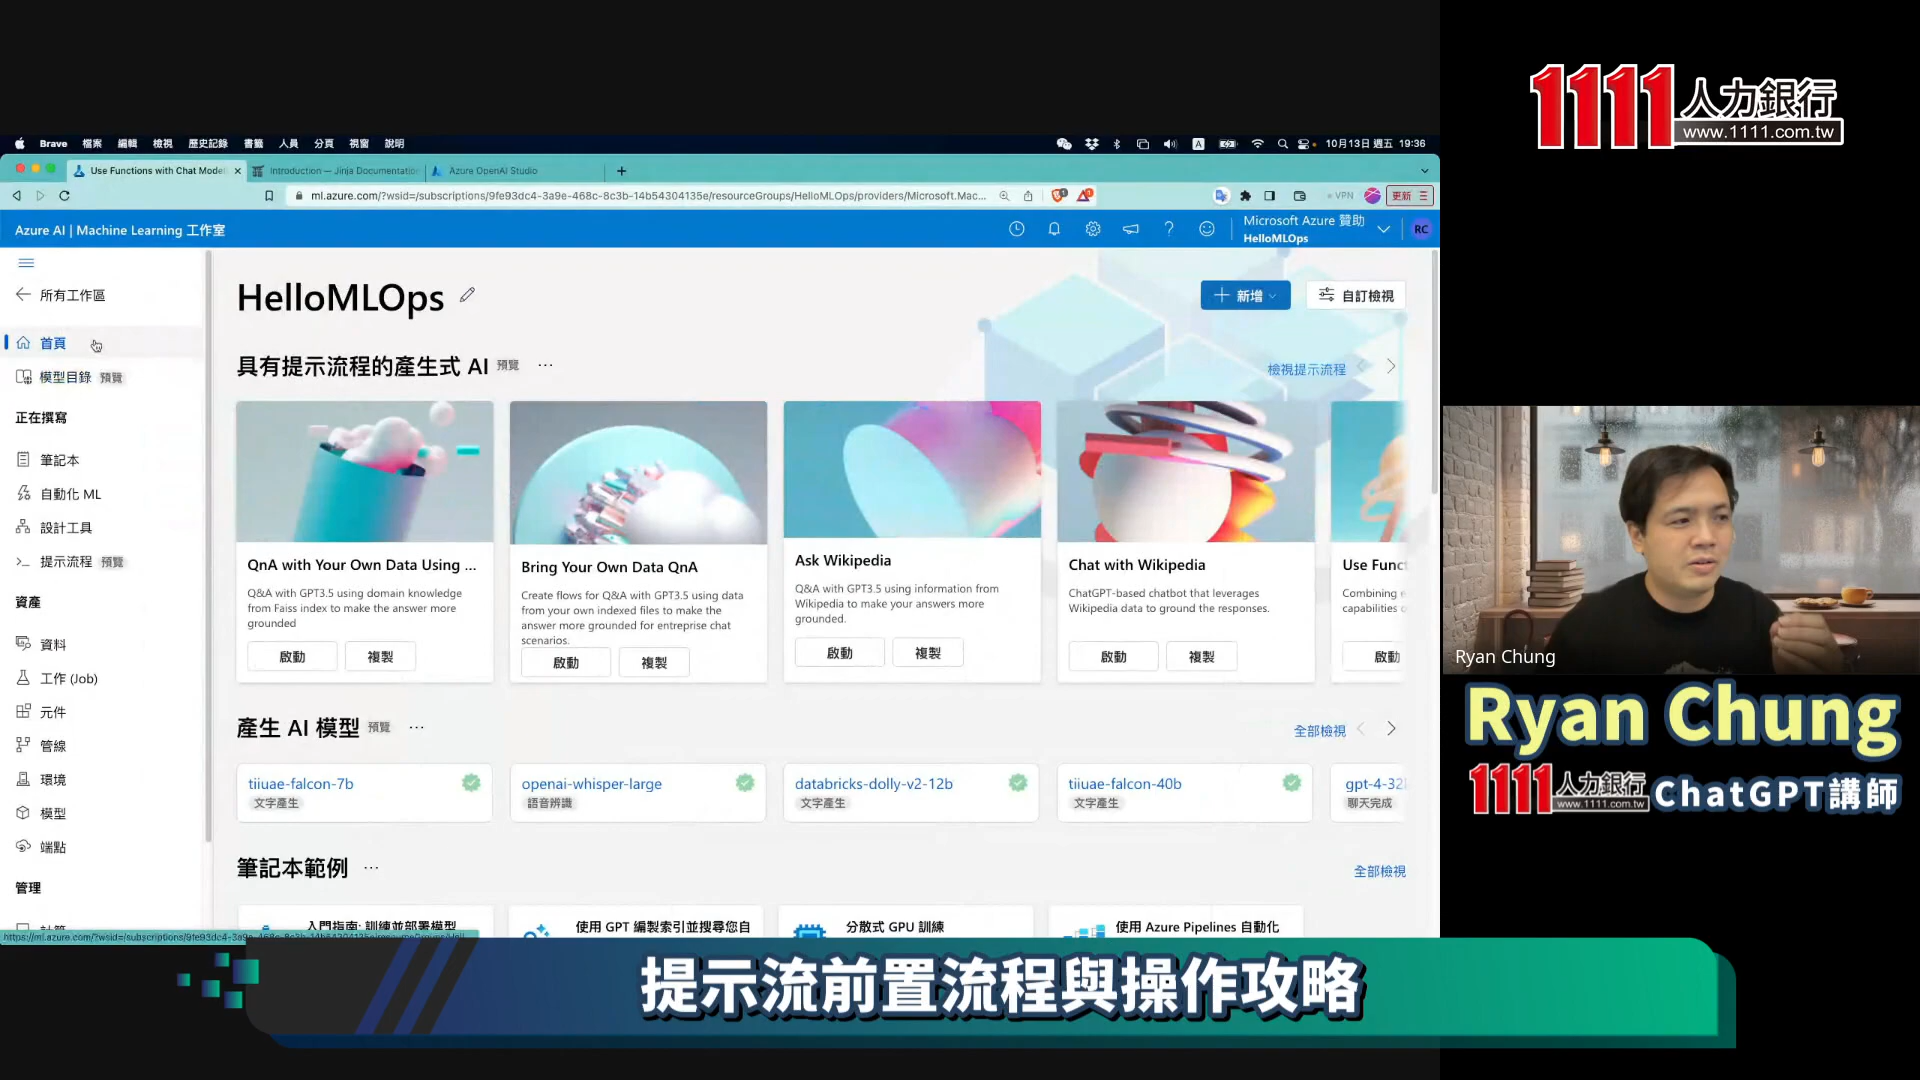 1111人力銀行
www.1111.com.tw
Brave 檔案 編輯 檢視 歷史記錄 書籤 人員 分頁 視窗 說明
10月13日 週五 19:36
Use Functions with Chat Model
Introduction — Jinja Documentatio
Azure OpenAI Studio
ml.azure.com/?wsid=/subscriptions/9fe93dc4-3a9e-468c-8c3b-14b54304135e/resourceGroups/HelloMLOps/providers/Microsoft.Mac...
VPN
更新
Azure AI | Machine Learning 工作室
Microsoft Azure 贊助
HelloMLOps
RC
所有工作區
首頁
模型目錄 預覽
正在撰寫
筆記本
自動化 ML
設計工具
提示流程 預覽
資產
資料
工作 (Job)
元件
管線
環境
模型
端點
管理
HelloMLOps
新增
自訂檢視
具有提示流程的產生式 AI 預覽 ...
檢視提示流程
QnA with Your Own Data Using ...
Q&A with GPT3.5 using domain knowledge
from Faiss index to make the answer more
grounded
啟動 複製
Bring Your Own Data QnA
Create flows for Q&A with GPT3.5 using data
from your own indexed files to make the
answer more grounded for entreprise chat
scenarios.
啟動 複製
Ask Wikipedia
Q&A with GPT3.5 using information from
Wikipedia to make your answers more
grounded.
啟動 複製
Chat with Wikipedia
ChatGPT-based chatbot that leverages
Wikipedia data to ground the responses.
啟動 複製
Use Func
Combining
capabilities
啟動
產生 AI 模型 預覽 ...
全部檢視
tiiuae-falcon-7b
文字產生
openai-whisper-large
語音辨識
databricks-dolly-v2-12b
文字產生
tiiuae-falcon-40b
文字產生
gpt-4-32
聊天完成
筆記本範例 ...
全部檢視
入門指南: 訓練並部署模型
使用 GPT 編製索引並搜尋您自
分散式 GPU 訓練
使用 Azure Pipelines 自動化
Ryan Chung
Ryan Chung
1111人力銀行 ChatGPT講師
www.1111.com.tw
提示流前置流程與操作攻略